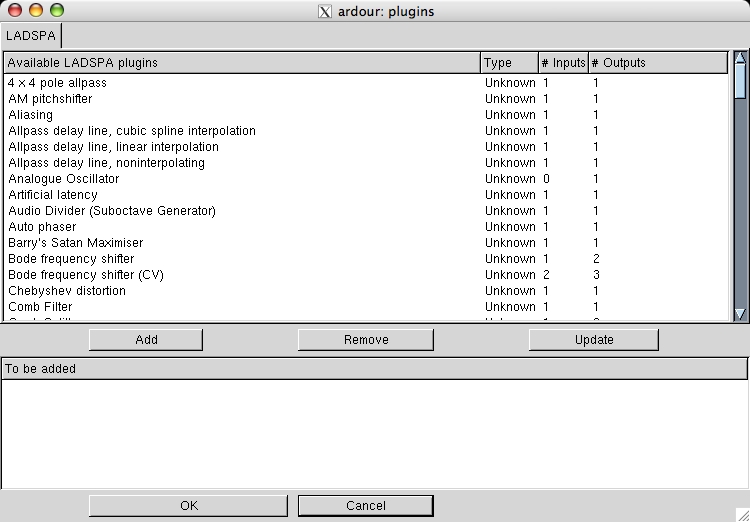 ardour: plugins
LADSPA
Available LADSPA plugins Type # Inputs # Outputs
4 x 4 pole allpass Unknown 1 1
AM pitchshifter Unknown 1 1
Aliasing Unknown 1 1
Allpass delay line, cubic spline interpolation Unknown 1 1
Allpass delay line, linear interpolation Unknown 1 1
Allpass delay line, noninterpolating Unknown 1 1
Analogue Oscillator Unknown 0 1
Artificial latency Unknown 1 1
Audio Divider (Suboctave Generator) Unknown 1 1
Auto phaser Unknown 1 1
Barry's Satan Maximiser Unknown 1 1
Bode frequency shifter Unknown 1 2
Bode frequency shifter (CV) Unknown 2 3
Chebyshev distortion Unknown 1 1
Comb Filter Unknown 1 1
Add Remove Update
To be added
OK Cancel